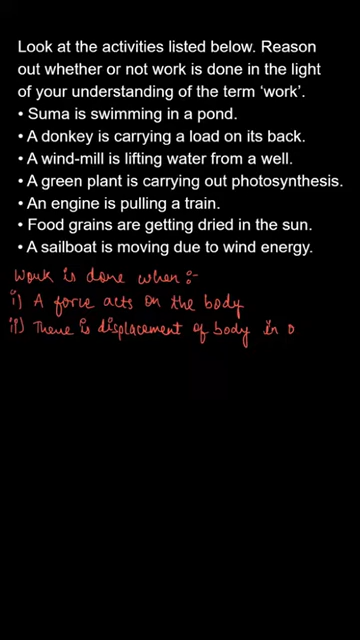 Look at the activities listed below. Reason
out whether or not work is done in the light
of your understanding of the term ‘work’.
• Suma is swimming in a pond.
• A donkey is carrying a load on its back.
• A wind-mill is lifting water from a well.
• A green plant is carrying out photosynthesis.
• An engine is pulling a train.
• Food grains are getting dried in the sun.
• A sailboat is moving due to wind energy.
Work is done when :-
i) A force acts on the body
ii) There is displacement of body in